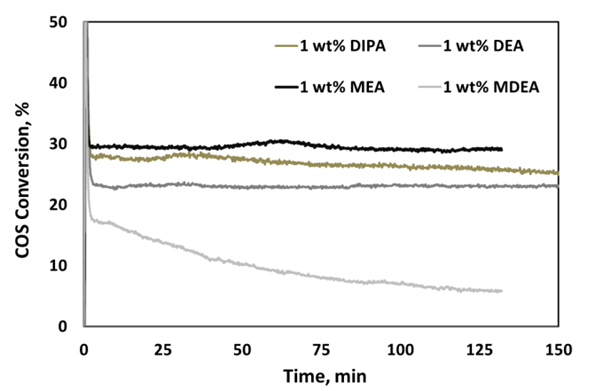 50
1 wt% DIPA 1 wt% DEA
40
1 wt% MEA 1 wt% MDEA
30
20
10
0
COS Conversion, %
0 25 50 75 100 125 150
Time, min